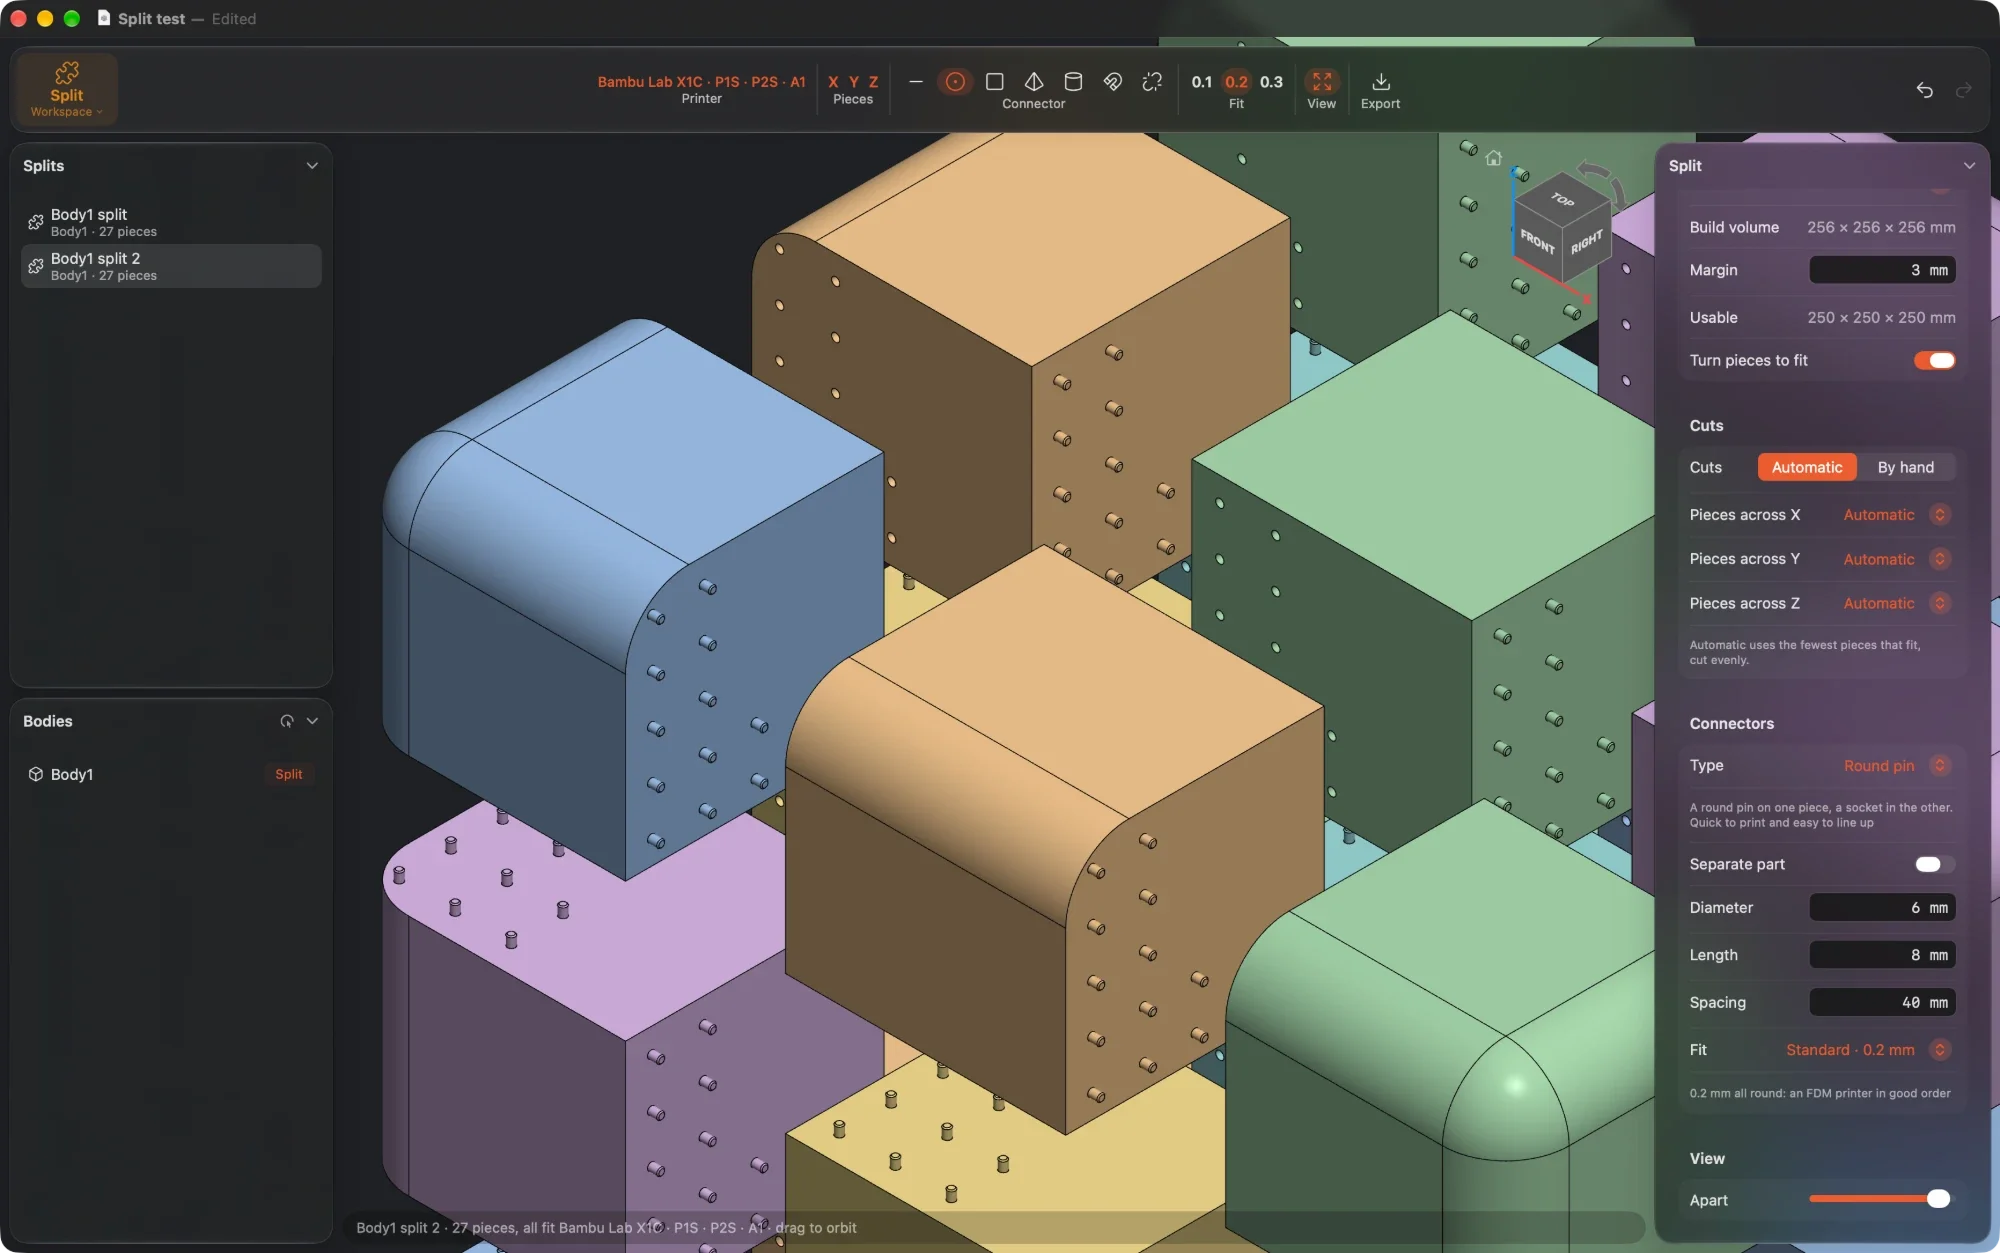 Split test — Edited
Split
Workspace
Bambu Lab X1C · P1S · P2S · A1
Printer
X Y Z
Pieces
Connector
0.1 0.2 0.3
Fit
View
Export
Splits
Body1 split
Body1 · 27 pieces
Body1 split 2
Body1 · 27 pieces
Bodies
Body1
Split
TOP
FRONT
RIGHT
Split
Build volume 256 × 256 × 256 mm
Margin 3 mm
Usable 250 × 250 × 250 mm
Turn pieces to fit
Cuts
Cuts Automatic By hand
Pieces across X Automatic
Pieces across Y Automatic
Pieces across Z Automatic
Automatic uses the fewest pieces that fit,
cut evenly.
Connectors
Type Round pin
A round pin on one piece, a socket in the other.
Quick to print and easy to line up
Separate part
Diameter 6 mm
Length 8 mm
Spacing 40 mm
Fit Standard · 0.2 mm
0.2 mm all round: an FDM printer in good order
View
Apart
Body1 split 2 · 27 pieces, all fit Bambu Lab X1C · P1S · P2S · A1 · drag to orbit